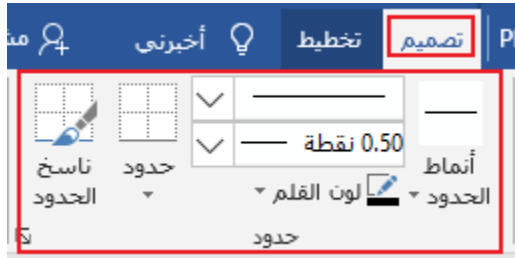 تصميم تخطيط أخبرني
أنماط الحدود
0.50 نقطة
لون القلم
حدود
ناسخ الحدود
حدود